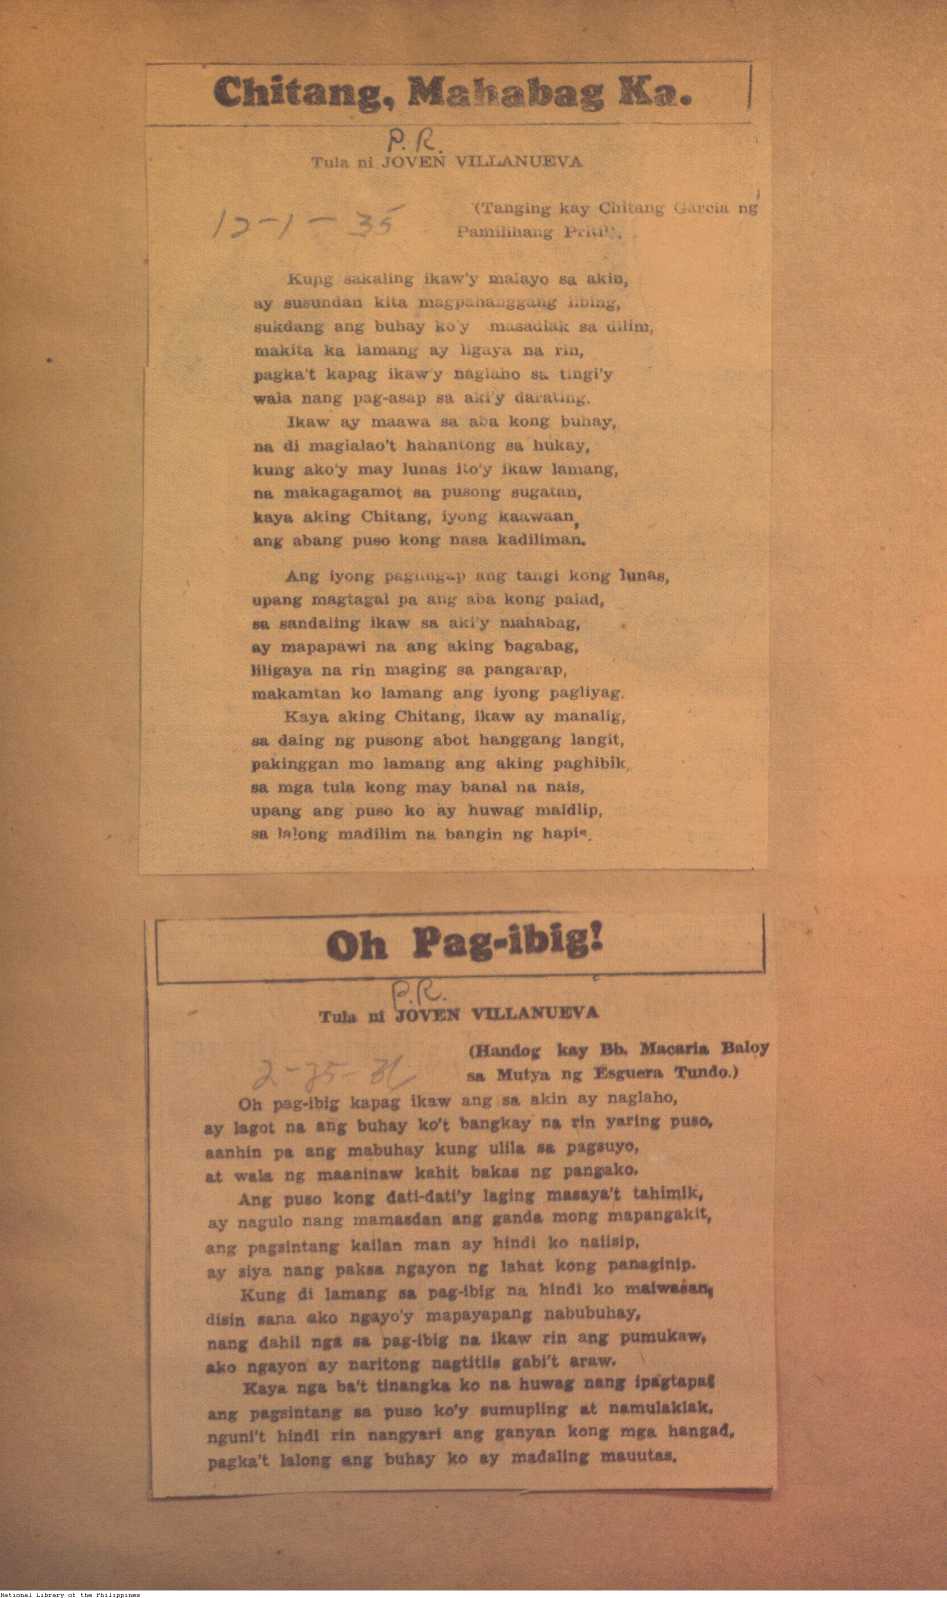 Chitang, Mahabag Ka.
P.R.
Tula ni JOVEN VILLANUEVA
12-1-35
(Tanging kay Chitang Garcia ng
Pamilihang
Kung sakaling ikaw'y malayo sa akin,
ay susundan kita magpahanggang libing,
sukdang ang buhay ko'y masadlak sa dilim,
makita ka lamang ay ligaya na rin,
pagka't kapag ikaw'y naglaho sa tingi'y
wala nang pag-asap sa aki'y darating.
Ikaw ay maawa sa aba kong buhay,
na di magialao't hahantong sa hukay,
kung ako'y may lunas ito'y ikaw lamang,
na makagagamot sa pusong sugatan,
kaya aking Chitang, iyong kaawaan,
ang abang puso kong nasa kadiliman.
Ang iyong paglingap ang tangi kong lunas,
upang magtagal pa ang aba kong palad,
sa sandaling ikaw sa aki'y mahabag,
ay mapapawi na ang aking bagabag,
liligaya na rin maging sa pangarap,
makamtan ko lamang ang iyong pagliyag.
Kaya aking Chitang, ikaw ay manalig,
sa daing ng pusong abot hanggang langit,
pakinggan mo lamang ang aking paghibik,
sa mga tula kong may banal na nais,
upang ang puso ko ay huwag maidlip,
sa lalong madilim na bangin ng hapis.
Oh Pag-ibig!
P.R.
Tula ni JOVEN VILLANUEVA
(Handog kay Bb. Macaria Baloy
sa Mutya ng Esguera Tundo.)
Oh pag-ibig kapag ikaw ang sa akin ay naglaho,
ay lagot na ang buhay ko't bangkay na rin yaring puso,
aanhin pa ang mabuhay kung ulila sa pagsuyo,
at wala ng maaninaw kahit bakas ng pangako.
Ang puso kong dati-dati'y laging masaya't tahimik,
ay nagulo nang mamasdan ang ganda mong mapangakit,
ang pagsintang kailan man ay hindi ko naiisip,
ay siya nang paksa ngayon ng lahat kong panaginip.
Kung di lamang sa pag-ibig na hindi ko maiwasan,
disin sana ako ngayo'y mapayapang nabubuhay,
nang dahil nga sa pag-ibig na ikaw rin ang pumukaw,
ako ngayon ay naritong nagtitiis gabi't araw.
Kaya nga ba't tinangka ko na huwag nang ipagtapat
ang pagsintang sa puso ko'y sumupling at namulaklak,
nguni't hindi rin nangyari ang ganyan kong mga hangad,
pagka't lalong ang buhay ko ay madaling mauutas.
National Library of the Philippines